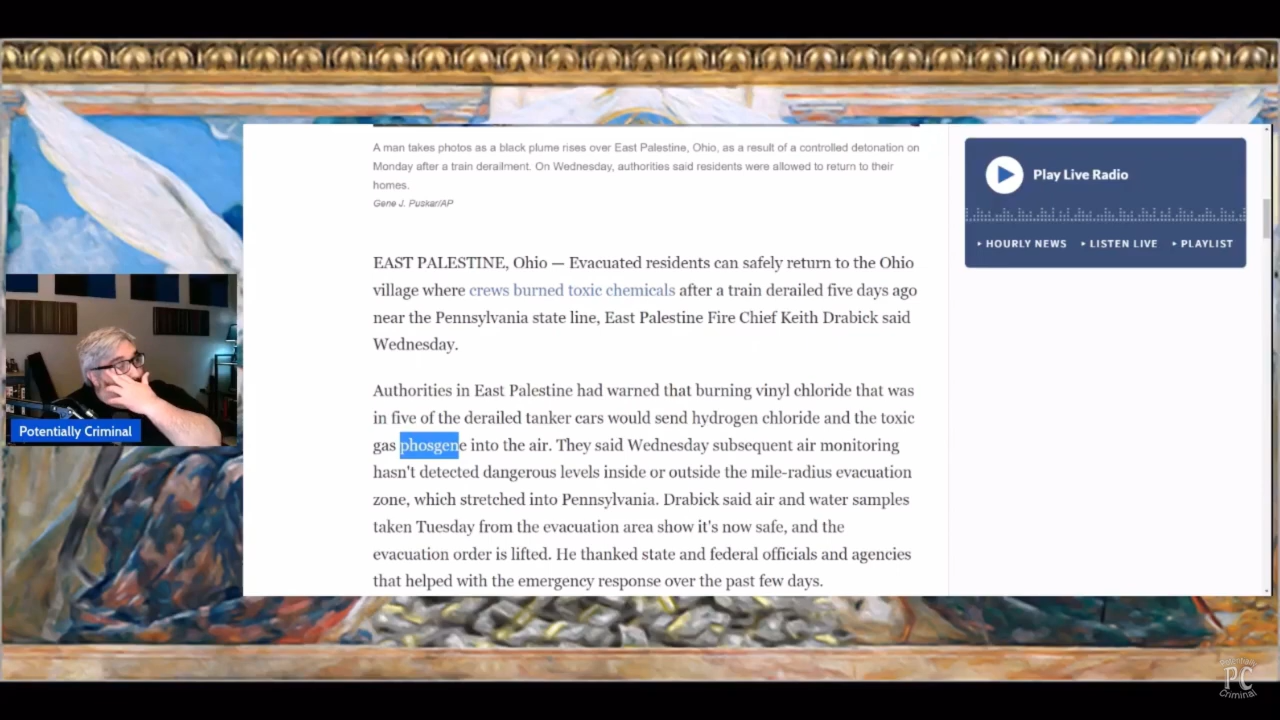 A man takes photos as a black plume rises over East Palestine, Ohio, as a result of a controlled detonation on
Monday after a train derailment. On Wednesday, authorities said residents were allowed to return to their
homes.
Gene J. Puskar/AP
EAST PALESTINE, Ohio — Evacuated residents can safely return to the Ohio
village where crews burned toxic chemicals after a train derailed five days ago
near the Pennsylvania state line, East Palestine Fire Chief Keith Drabick said
Wednesday.
Authorities in East Palestine had warned that burning vinyl chloride that was
in five of the derailed tanker cars would send hydrogen chloride and the toxic
gas phosgene into the air. They said Wednesday subsequent air monitoring
hasn't detected dangerous levels inside or outside the mile-radius evacuation
zone, which stretched into Pennsylvania. Drabick said air and water samples
taken Tuesday from the evacuation area show it's now safe, and the
evacuation order is lifted. He thanked state and federal officials and agencies
that helped with the emergency response over the past few days.
Play Live Radio
HOURLY NEWS LISTEN LIVE PLAYLIST
Potentially Criminal
PC
Criminal